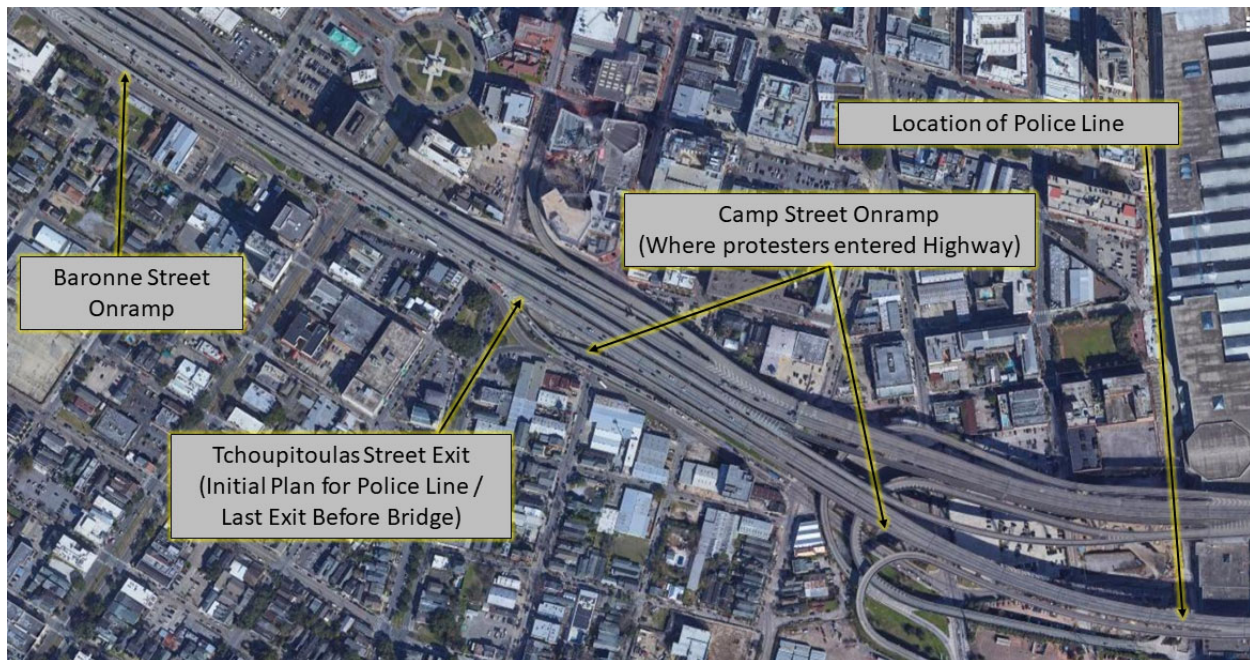 Location of Police Line
Camp Street Onramp
(Where protesters entered Highway)
Baronne Street
Onramp
Tchoupitoulas Street Exit
(Initial Plan for Police Line /
Last Exit Before Bridge)